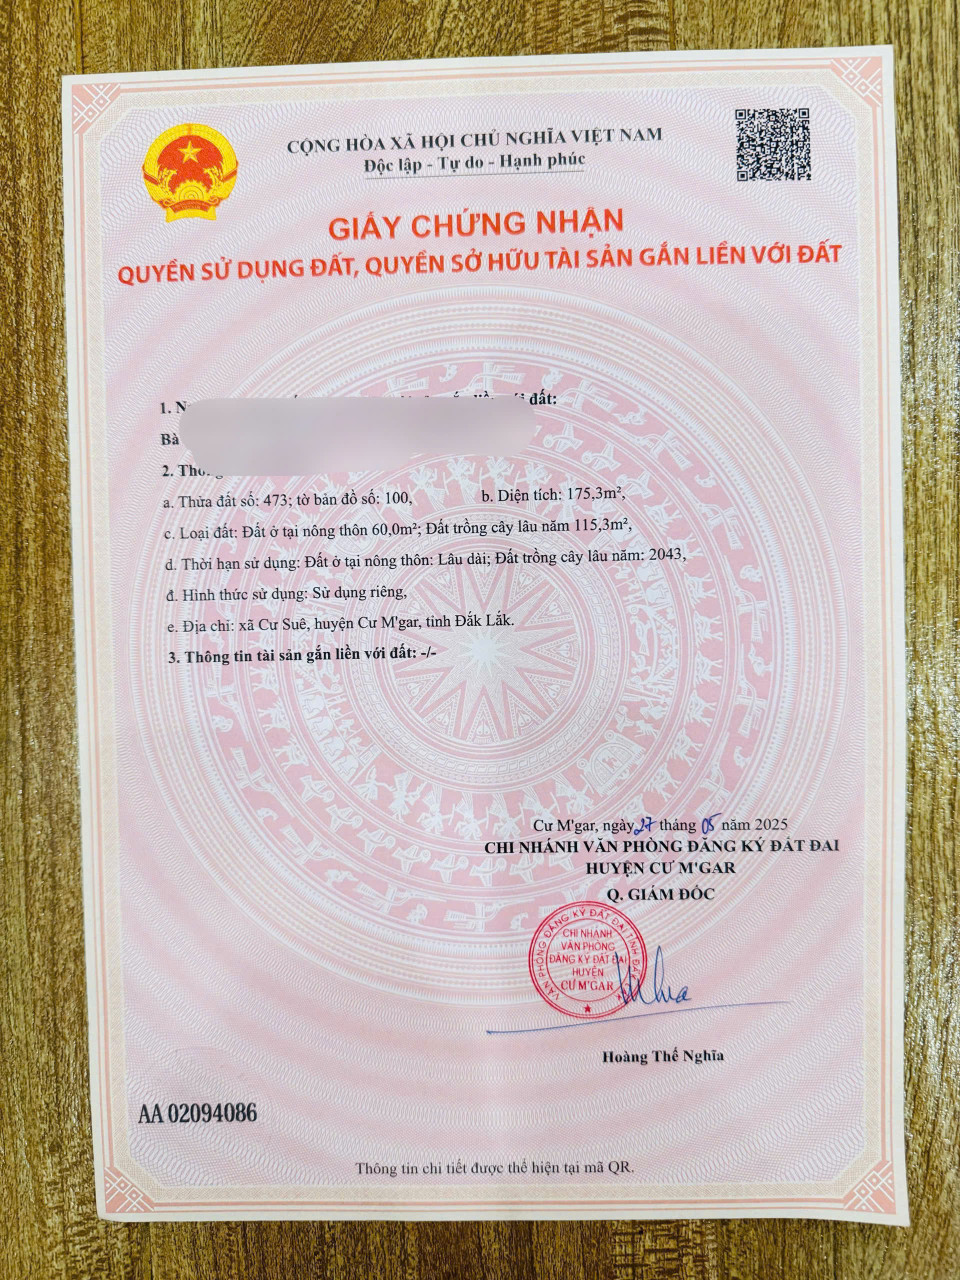 CỘNG HÒA XÃ HỘI CHỦ NGHĨA VIỆT NAM
Độc lập - Tự do - Hạnh phúc
GIẤY CHỨNG NHẬN
QUYỀN SỬ DỤNG ĐẤT, QUYỀN SỞ HỮU TÀI SẢN GẮN LIỀN VỚI ĐẤT
1. đất:
Bà
2.
a. Thửa đất số: 473; tờ bản đồ số: 100, b. Diện tích: 175,3m²,
c. Loại đất: Đất ở tại nông thôn 60,0m²; Đất trồng cây lâu năm 115,3m²,
d. Thời hạn sử dụng: Đất ở tại nông thôn: Lâu dài; Đất trồng cây lâu năm: 2043,
đ. Hình thức sử dụng: Sử dụng riêng,
e. Địa chỉ: xã Cư Suê, huyện Cư M'gar, tỉnh Đắk Lắk.
3. Thông tin tài sản gắn liền với đất: -/-
Cư M'gar, ngày 27 tháng 05 năm 2025
CHI NHÁNH VĂN PHÒNG ĐĂNG KÝ ĐẤT ĐAI
HUYỆN CƯ M'GAR
Q. GIÁM ĐỐC
VĂN PHÒNG ĐĂNG KÝ ĐẤT ĐAI TỈNH ĐẮK
CHI NHÁNH
VĂN PHÒNG
ĐĂNG KÝ ĐẤT ĐAI
HUYỆN
CƯ M'GAR
Hoàng Thế Nghĩa
AA 02094086
Thông tin chi tiết được thể hiện tại mã QR.